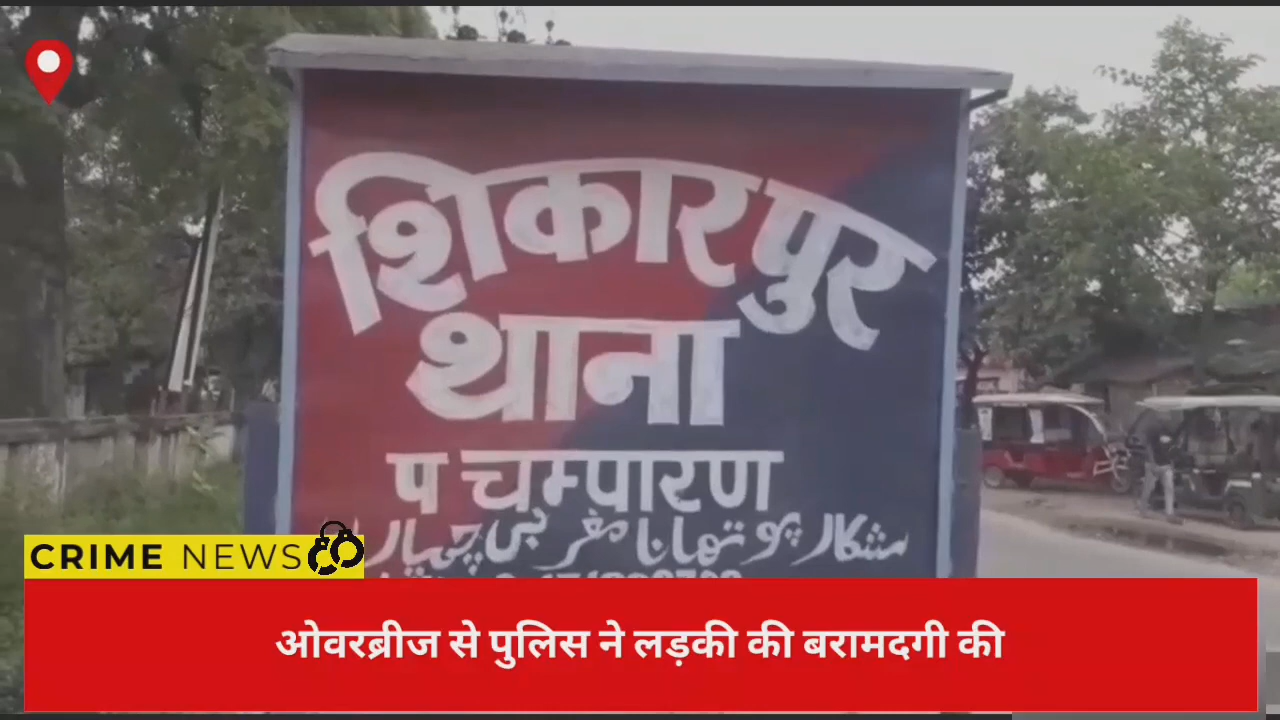 शिकारपुर
थाना
प चम्पारण
CRIME NEWS
ओवरब्रीज से पुलिस ने लड़की की बरामदगी की